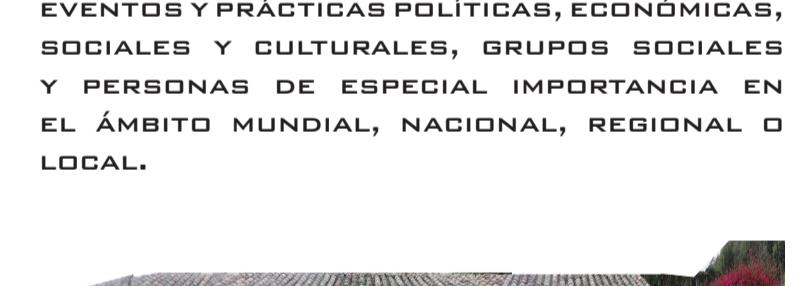 EVENTOS Y PRÁCTICAS POLÍTICAS, ECONÓMICAS,
SOCIALES Y CULTURALES, GRUPOS SOCIALES
Y PERSONAS DE ESPECIAL IMPORTANCIA EN
EL ÁMBITO MUNDIAL, NACIONAL, REGIONAL O
LOCAL.